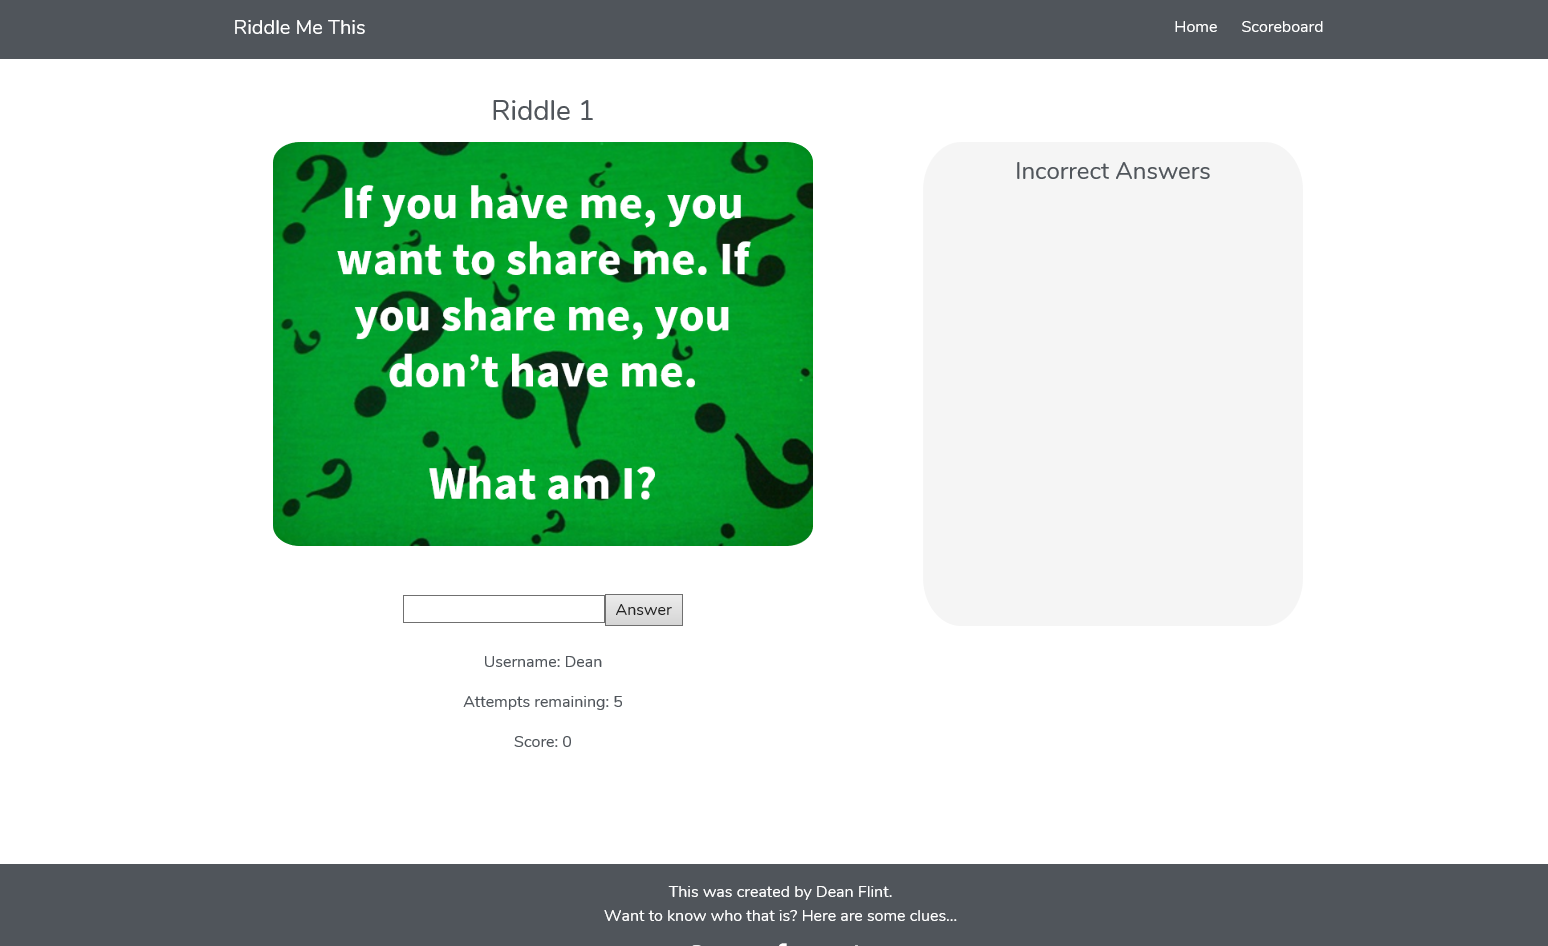 Riddle Me This
Home
Scoreboard
Riddle 1
If you have me, you
want to share me. If
you share me, you
don’t have me.
What am I?
Incorrect Answers
Answer
Username: Dean
Attempts remaining: 5
Score: 0
This was created by Dean Flint.
Want to know who that is? Here are some clues...